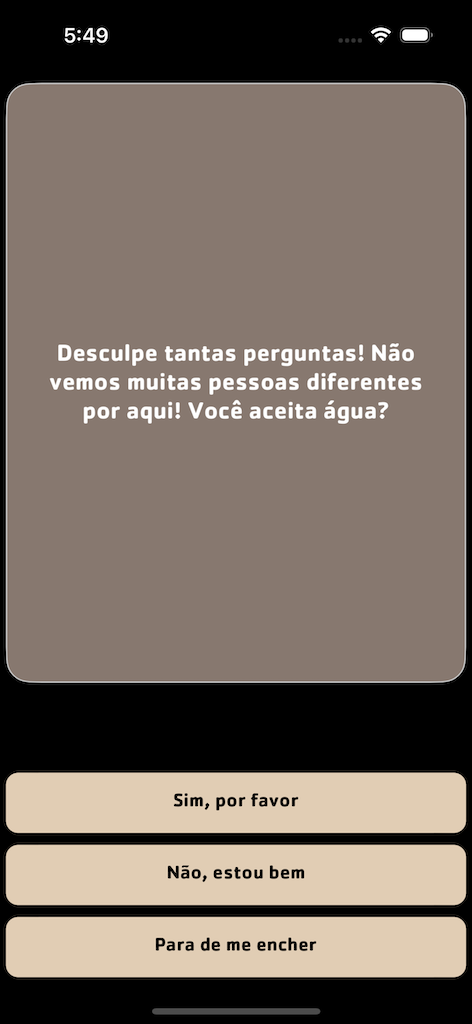 5:49
Desculpe tantas perguntas! Não
vemos muitas pessoas diferentes
por aqui! Você aceita água?
Sim, por favor
Não, estou bem
Para de me encher